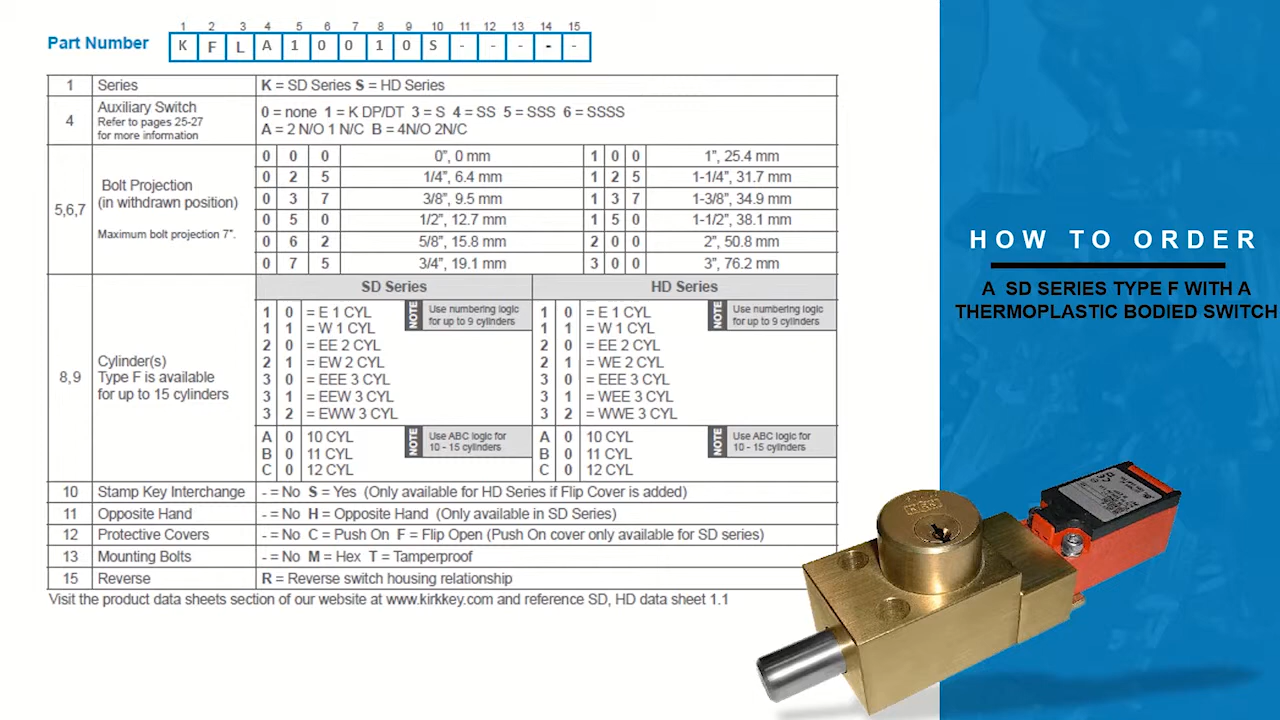 1 2 3 4 5 6 7 8 9 10 11 12 13 14 15
Part Number K F L A 1 0 0 1 0 S - - - - -
1 Series K = SD Series S = HD Series
4 Auxiliary Switch Refer to pages 25-27 for more information
0 = none 1 = K DP/DT 3 = S 4 = SS 5 = SSS 6 = SSSS
A = 2 N/O 1 N/C B = 4N/O 2N/C
5,6,7 Bolt Projection (in withdrawn position) Maximum bolt projection 7".
0 0 0 0", 0 mm 1 0 0 1", 25.4 mm
0 2 5 1/4", 6.4 mm 1 2 5 1-1/4", 31.7 mm
0 3 7 3/8", 9.5 mm 1 3 7 1-3/8", 34.9 mm
0 5 0 1/2", 12.7 mm 1 5 0 1-1/2", 38.1 mm
0 6 2 5/8", 15.8 mm 2 0 0 2", 50.8 mm
0 7 5 3/4", 19.1 mm 3 0 0 3", 76.2 mm
8,9 Cylinder(s) Type F is available for up to 15 cylinders
SD Series HD Series
1 0 = E 1 CYL NOTE Use numbering logic for up to 9 cylinders 1 0 = E 1 CYL NOTE Use numbering logic for up to 9 cylinders
1 1 = W 1 CYL 1 1 = W 1 CYL
2 0 = EE 2 CYL 2 0 = EE 2 CYL
2 1 = EW 2 CYL 2 1 = WE 2 CYL
3 0 = EEE 3 CYL 3 0 = EEE 3 CYL
3 1 = EEW 3 CYL 3 1 = WEE 3 CYL
3 2 = EWW 3 CYL 3 2 = WWE 3 CYL
A 0 10 CYL NOTE Use ABC logic for 10 - 15 cylinders A 0 10 CYL NOTE Use ABC logic for 10 - 15 cylinders
B 0 11 CYL B 0 11 CYL
C 0 12 CYL C 0 12 CYL
10 Stamp Key Interchange - = No S = Yes (Only available for HD Series if Flip Cover is added)
11 Opposite Hand - = No H = Opposite Hand (Only available in SD Series)
12 Protective Covers - = No C = Push On F = Flip Open (Push On cover only available for SD series)
13 Mounting Bolts - = No M = Hex T = Tamperproof
15 Reverse R = Reverse switch housing relationship
Visit the product data sheets section of our website at www.kirkkey.com and reference SD, HD data sheet 1.1
HOW TO ORDER
A SD SERIES TYPE F WITH A
THERMOPLASTIC BODIED SWITCH